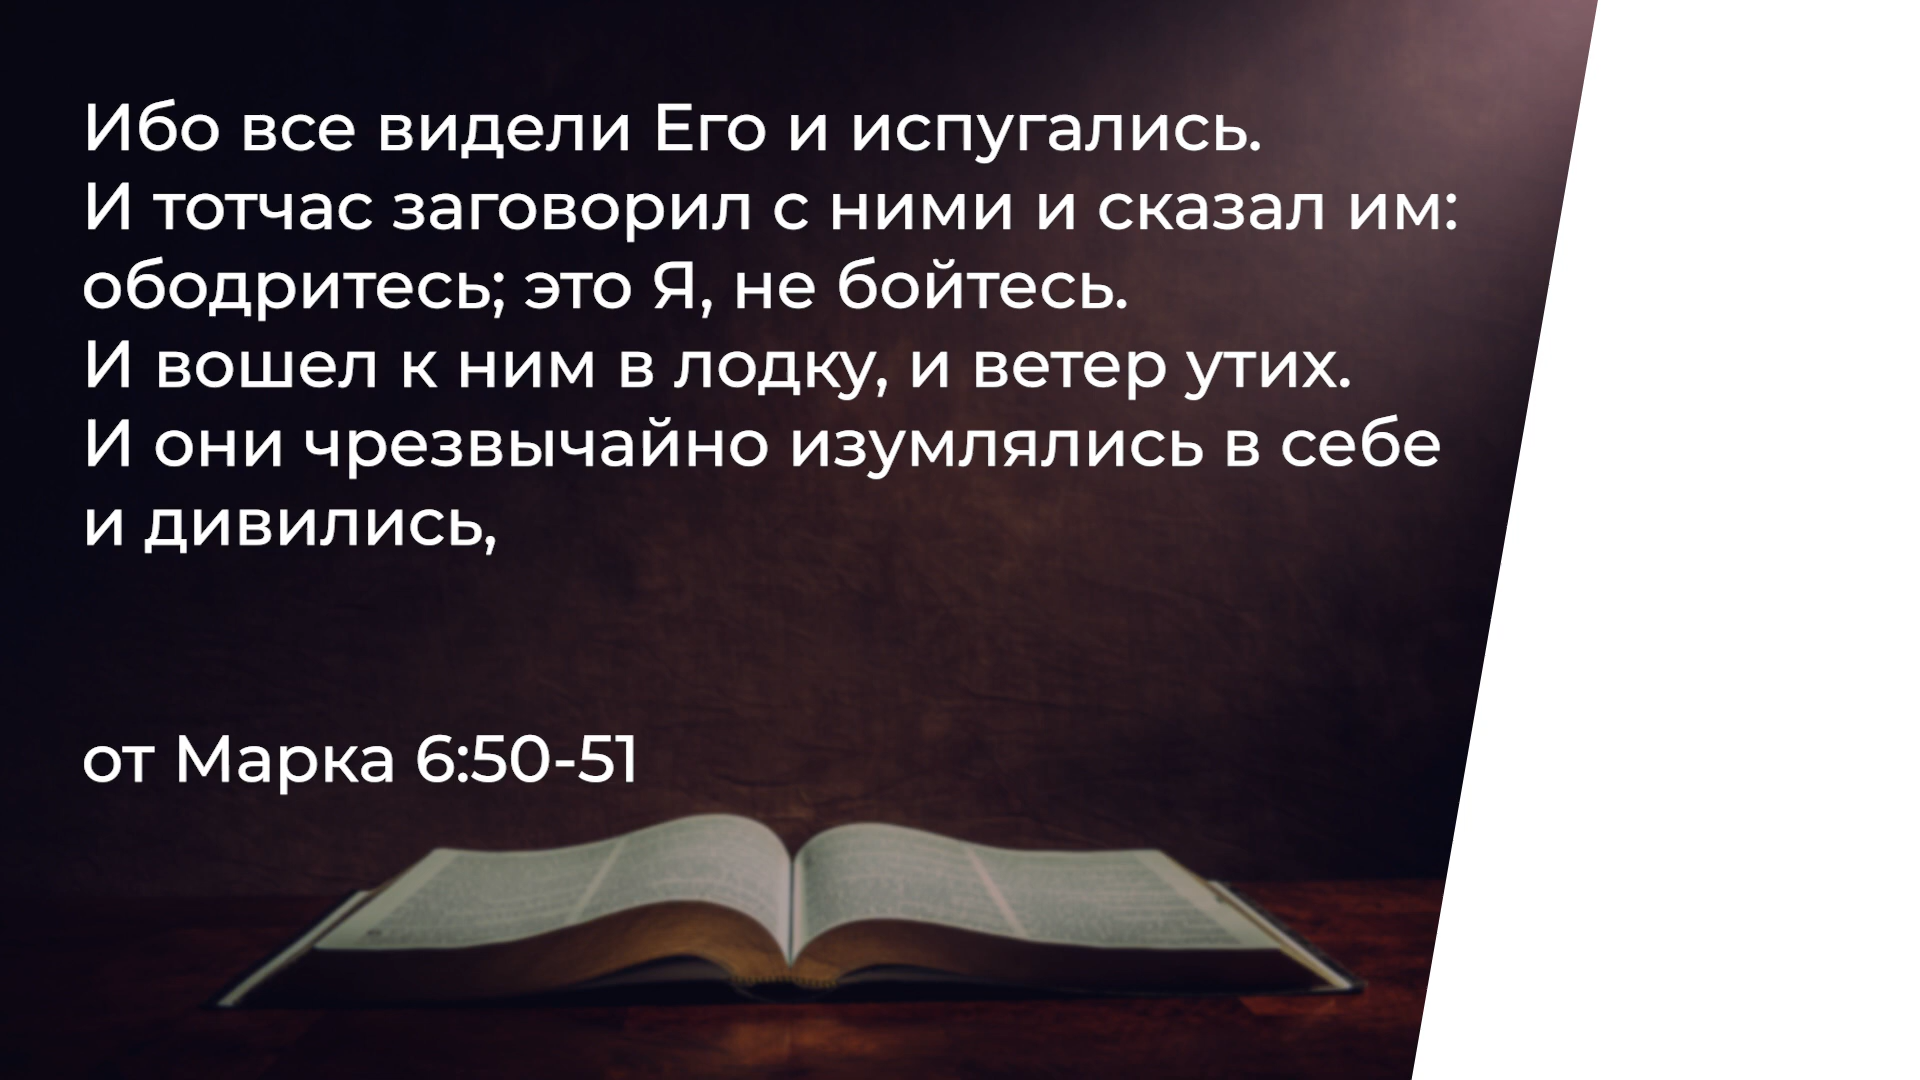 Ибо все видели Его и испугались.
И тотчас заговорил с ними и сказал им:
ободритесь; это Я, не бойтесь.
И вошел к ним в лодку, и ветер утих.
И они чрезвычайно изумлялись в себе
и дивились,
от Марка 6:50-51